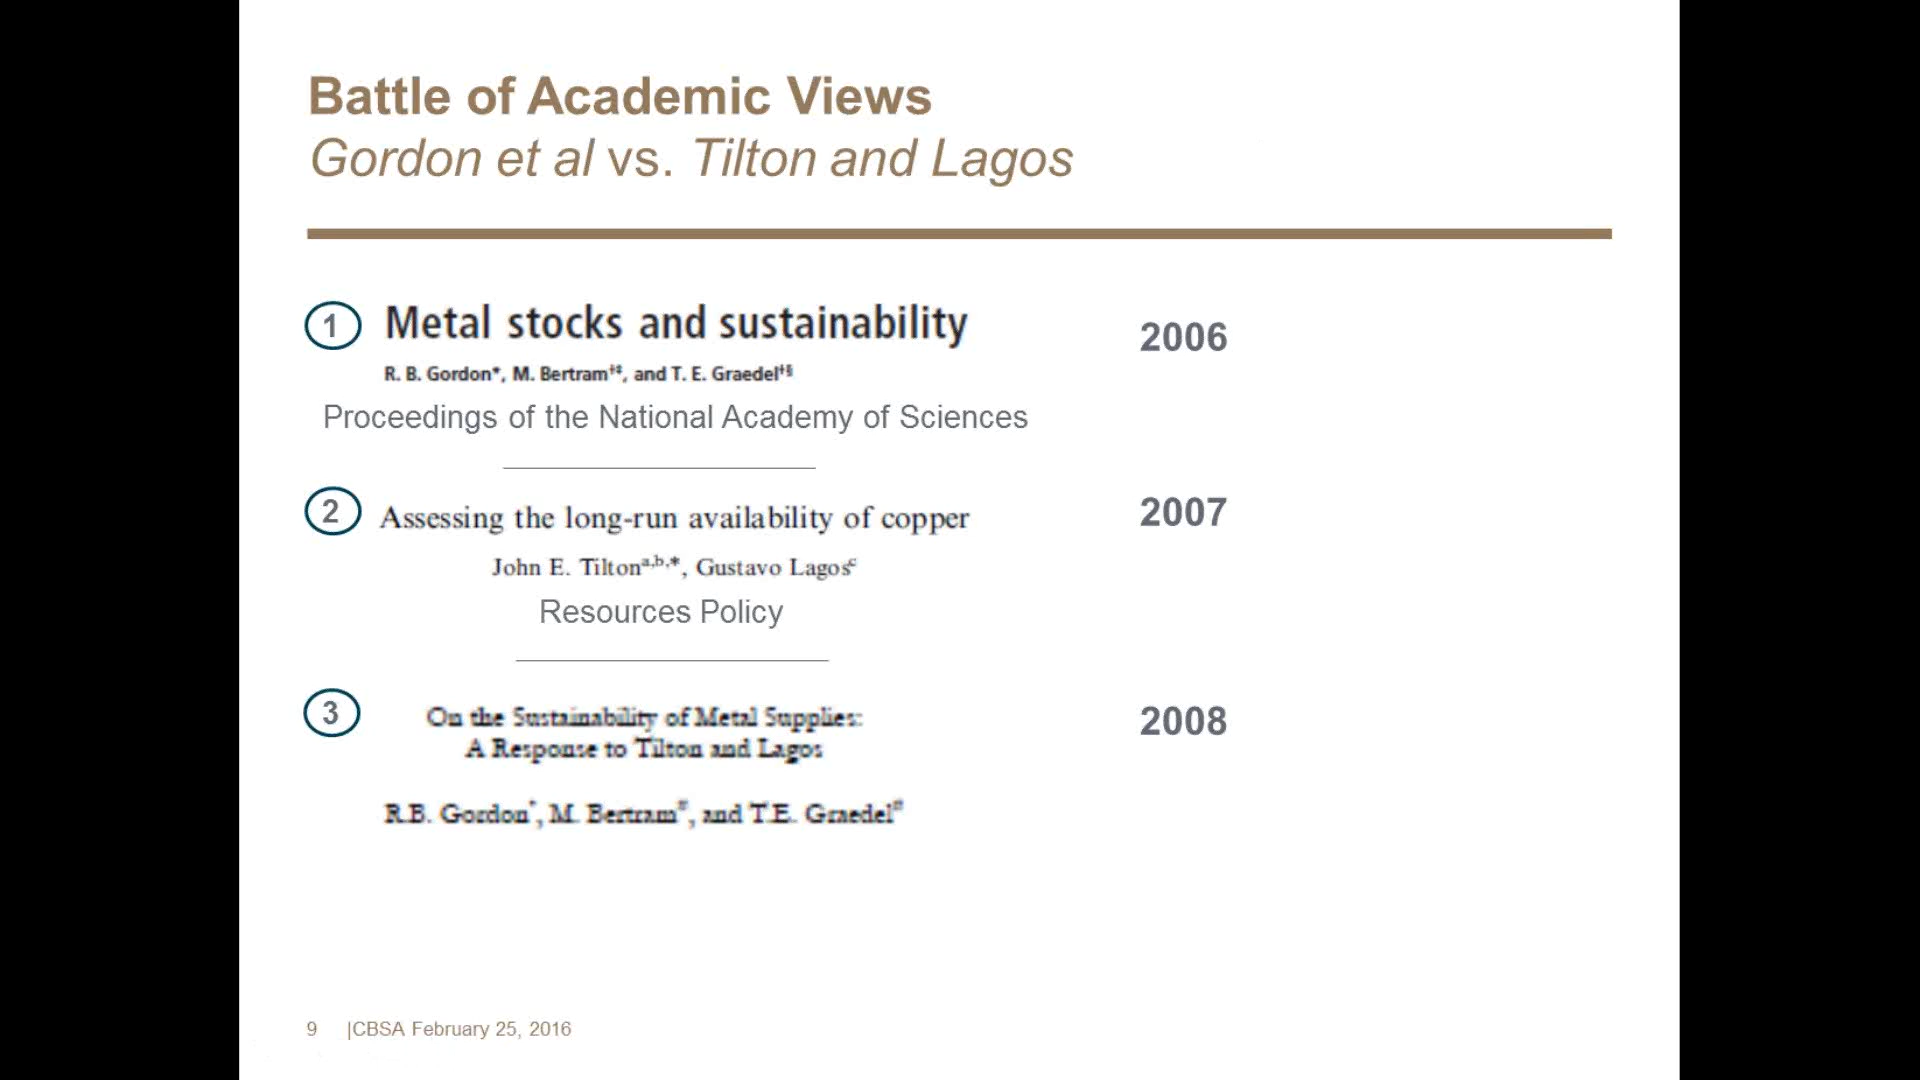 Battle of Academic Views
Gordon et al vs. Tilton and Lagos
1 Metal stocks and sustainability 2006
R. B. Gordon*, M. Bertram†‡, and T. E. Graedel†§
Proceedings of the National Academy of Sciences
2 Assessing the long-run availability of copper 2007
John E. Tilton a,b,*, Gustavo Lagos c
Resources Policy
3 On the Sustainability of Metal Supplies: 2008
A Response to Tilton and Lagos
R.B. Gordon*, M. Bertram, and T.E. Graedel
9 |CBSA February 25, 2016